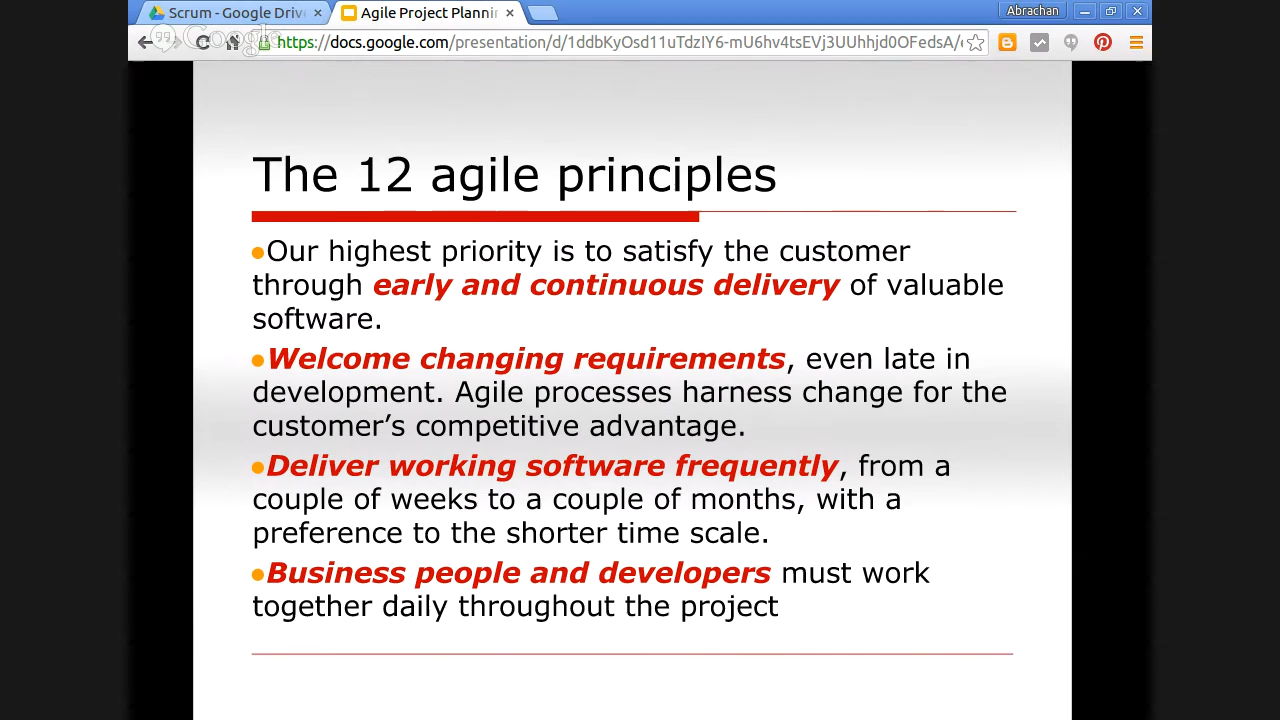 Scrum - Google Drive
Agile Project Plannin
Abrachan
Google
https://docs.google.com/presentation/d/1ddbKyOsd11uTdzIY6-mU6hv4tsEVj3UUhhid0OFedsA/
The 12 agile principles
●Our highest priority is to satisfy the customer
through early and continuous delivery of valuable
software.
●Welcome changing requirements, even late in
development. Agile processes harness change for the
customer’s competitive advantage.
●Deliver working software frequently, from a
couple of weeks to a couple of months, with a
preference to the shorter time scale.
●Business people and developers must work
together daily throughout the project